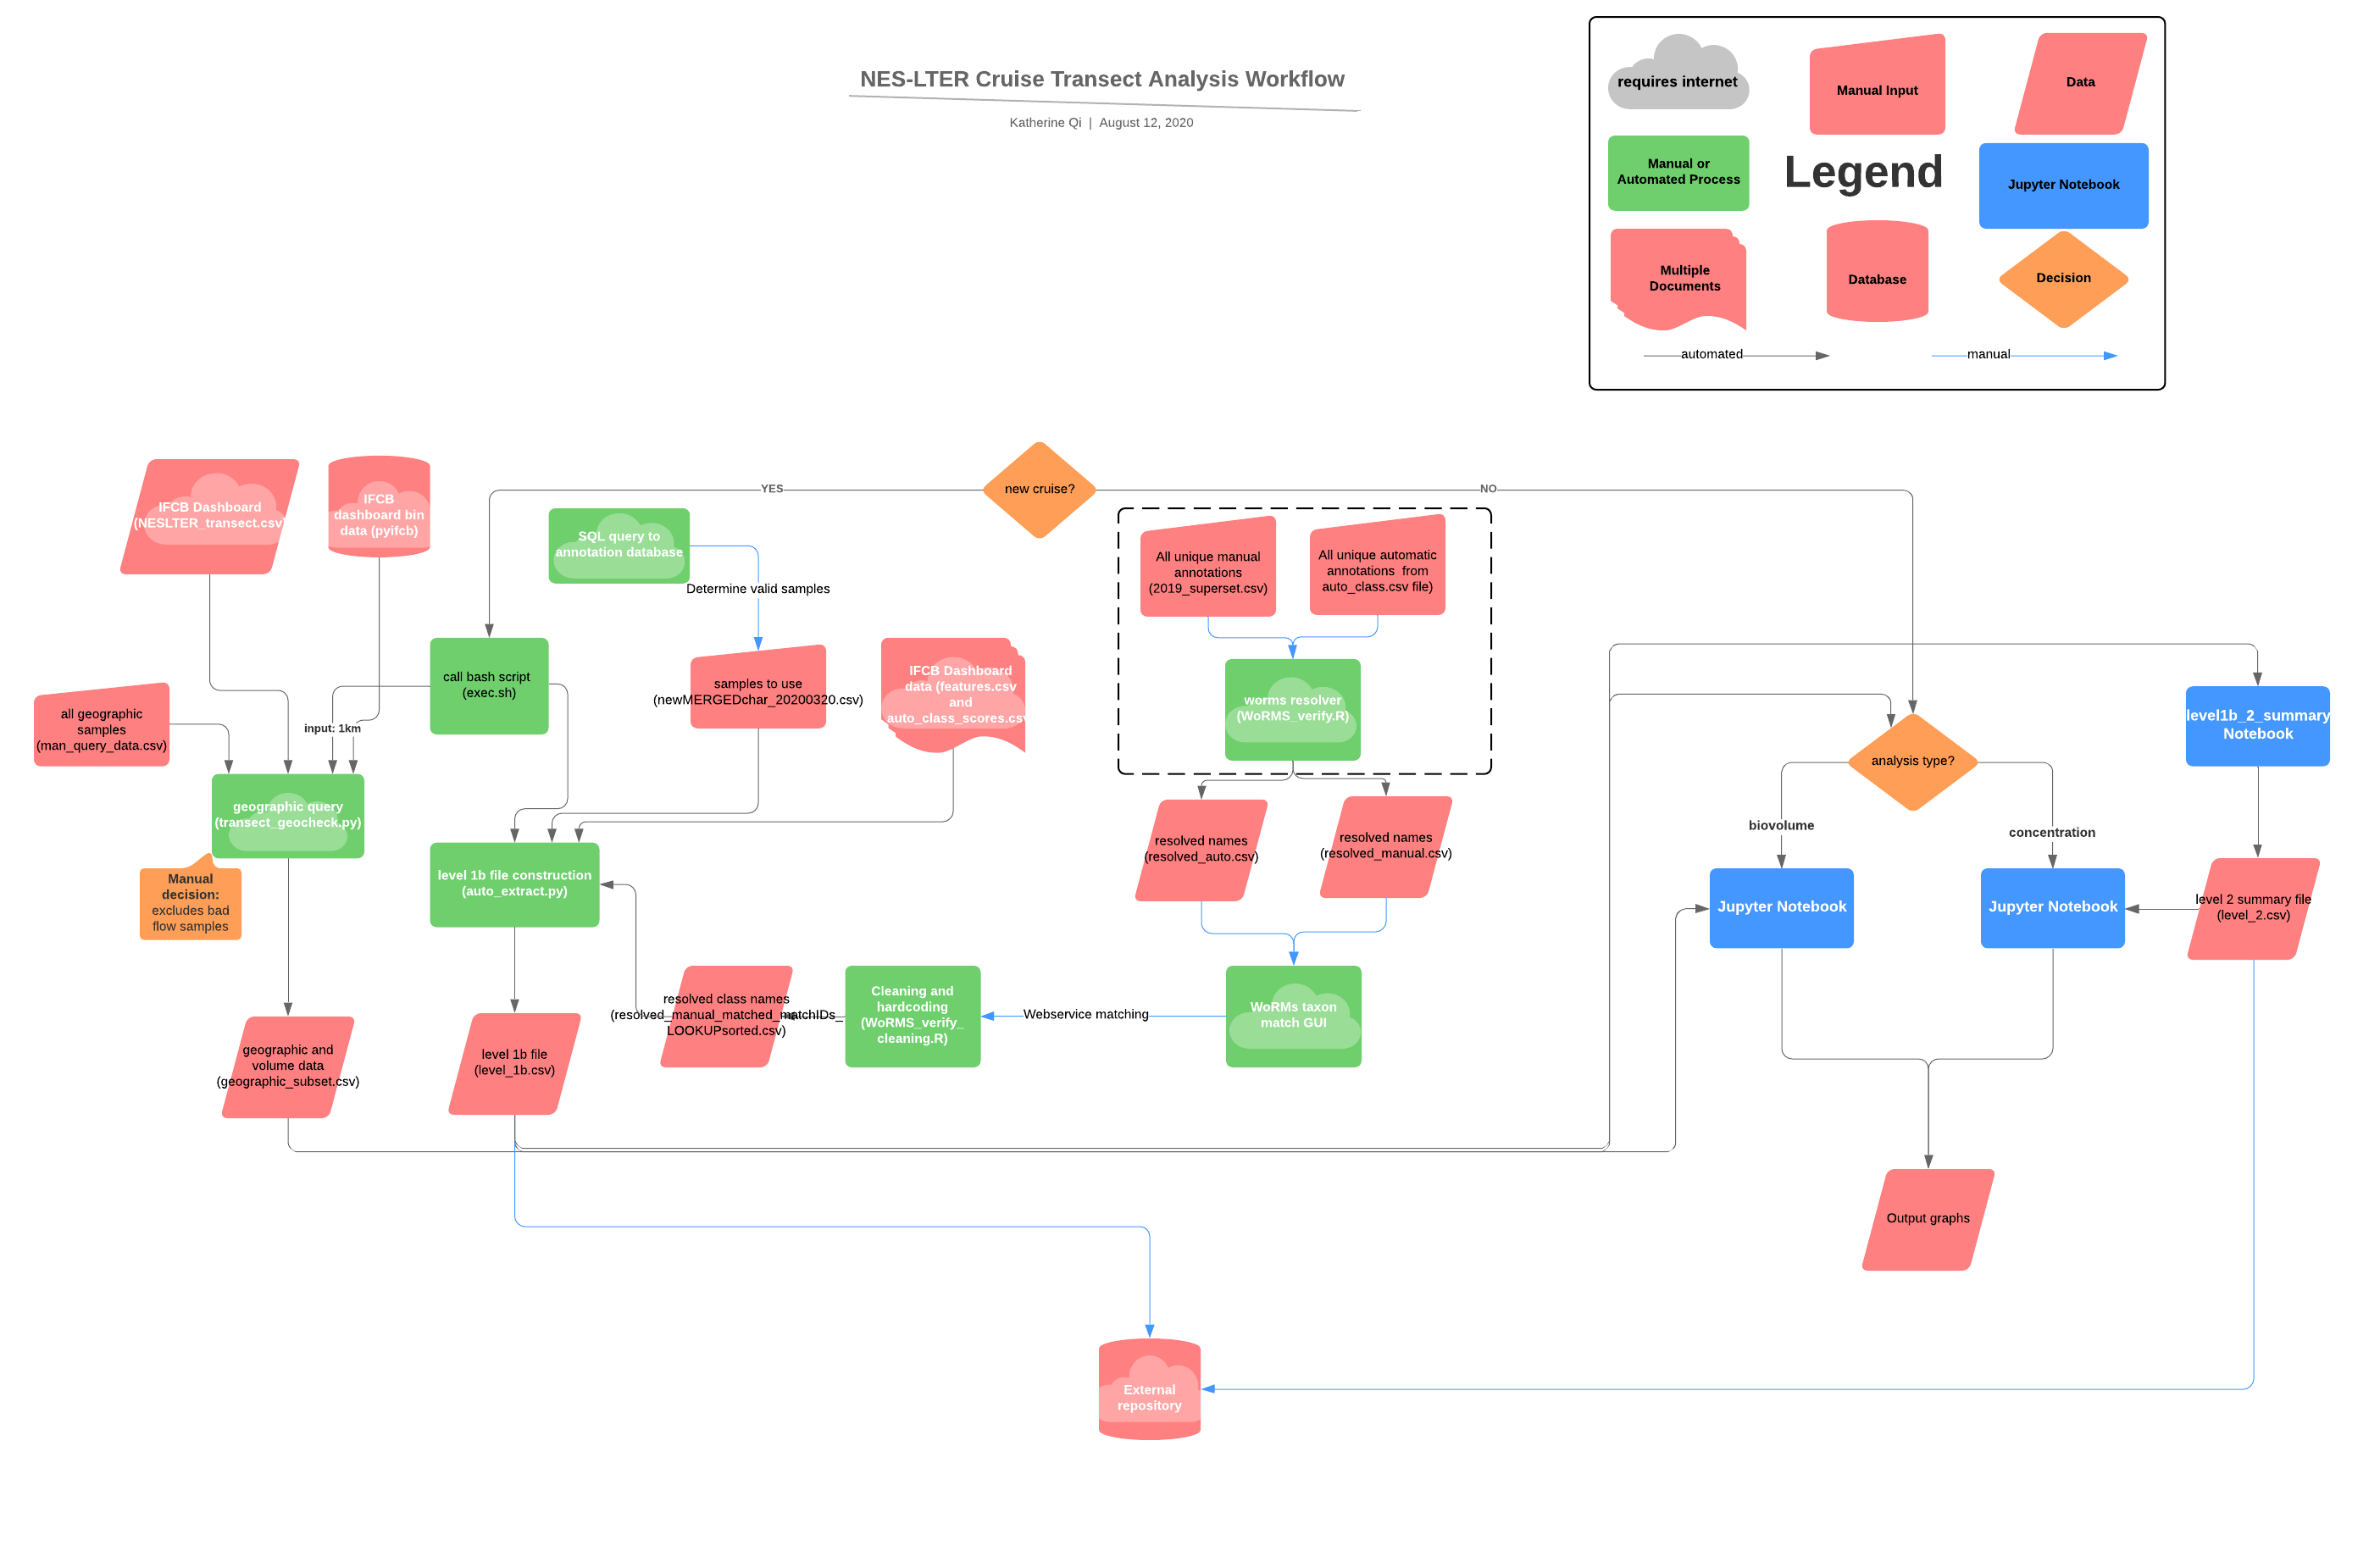 NES-LTER Cruise Transect Analysis Workflow
Katherine Qi | August 12, 2020
requires internet
Manual Input
Data
Manual or
Automated Process
Legend
Jupyter Notebook
Multiple
Documents
Database
Decision
automated
manual
new cruise?
YES
NO
IFCB Dashboard
(NESLTER_transect.csv)
IFCB
dashboard bin
data (pyifcb)
SQL query to
annotation database
Determine valid samples
All unique manual
annotations
(2019_superset.csv)
All unique automatic
annotations from
auto_class.csv file)
call bash script
(exec.sh)
samples to use
(newMERGEDchar_20200320.csv)
IFCB Dashboard
data (features.csv
and
auto_class_scores.csv
worms resolver
(WoRMS_verify.R)
all geographic
samples
(man_query_data.csv)
input: 1km
level1b_2_summary
Notebook
analysis type?
geographic query
(transect_geocheck.py)
biovolume
concentration
resolved names
(resolved_auto.csv)
resolved names
(resolved_manual.csv)
Manual
decision:
excludes bad
flow samples
level 1b file construction
(auto_extract.py)
Jupyter Notebook
Jupyter Notebook
level 2 summary file
(level_2.csv)
resolved class names
(resolved_manual_matched_matchIDs_
LOOKUPsorted.csv)
Cleaning and
hardcoding
(WoRMS_verify_
cleaning.R)
Webservice matching
WoRMs taxon
match GUI
geographic and
volume data
(geographic_subset.csv)
level 1b file
(level_1b.csv)
Output graphs
External
repository